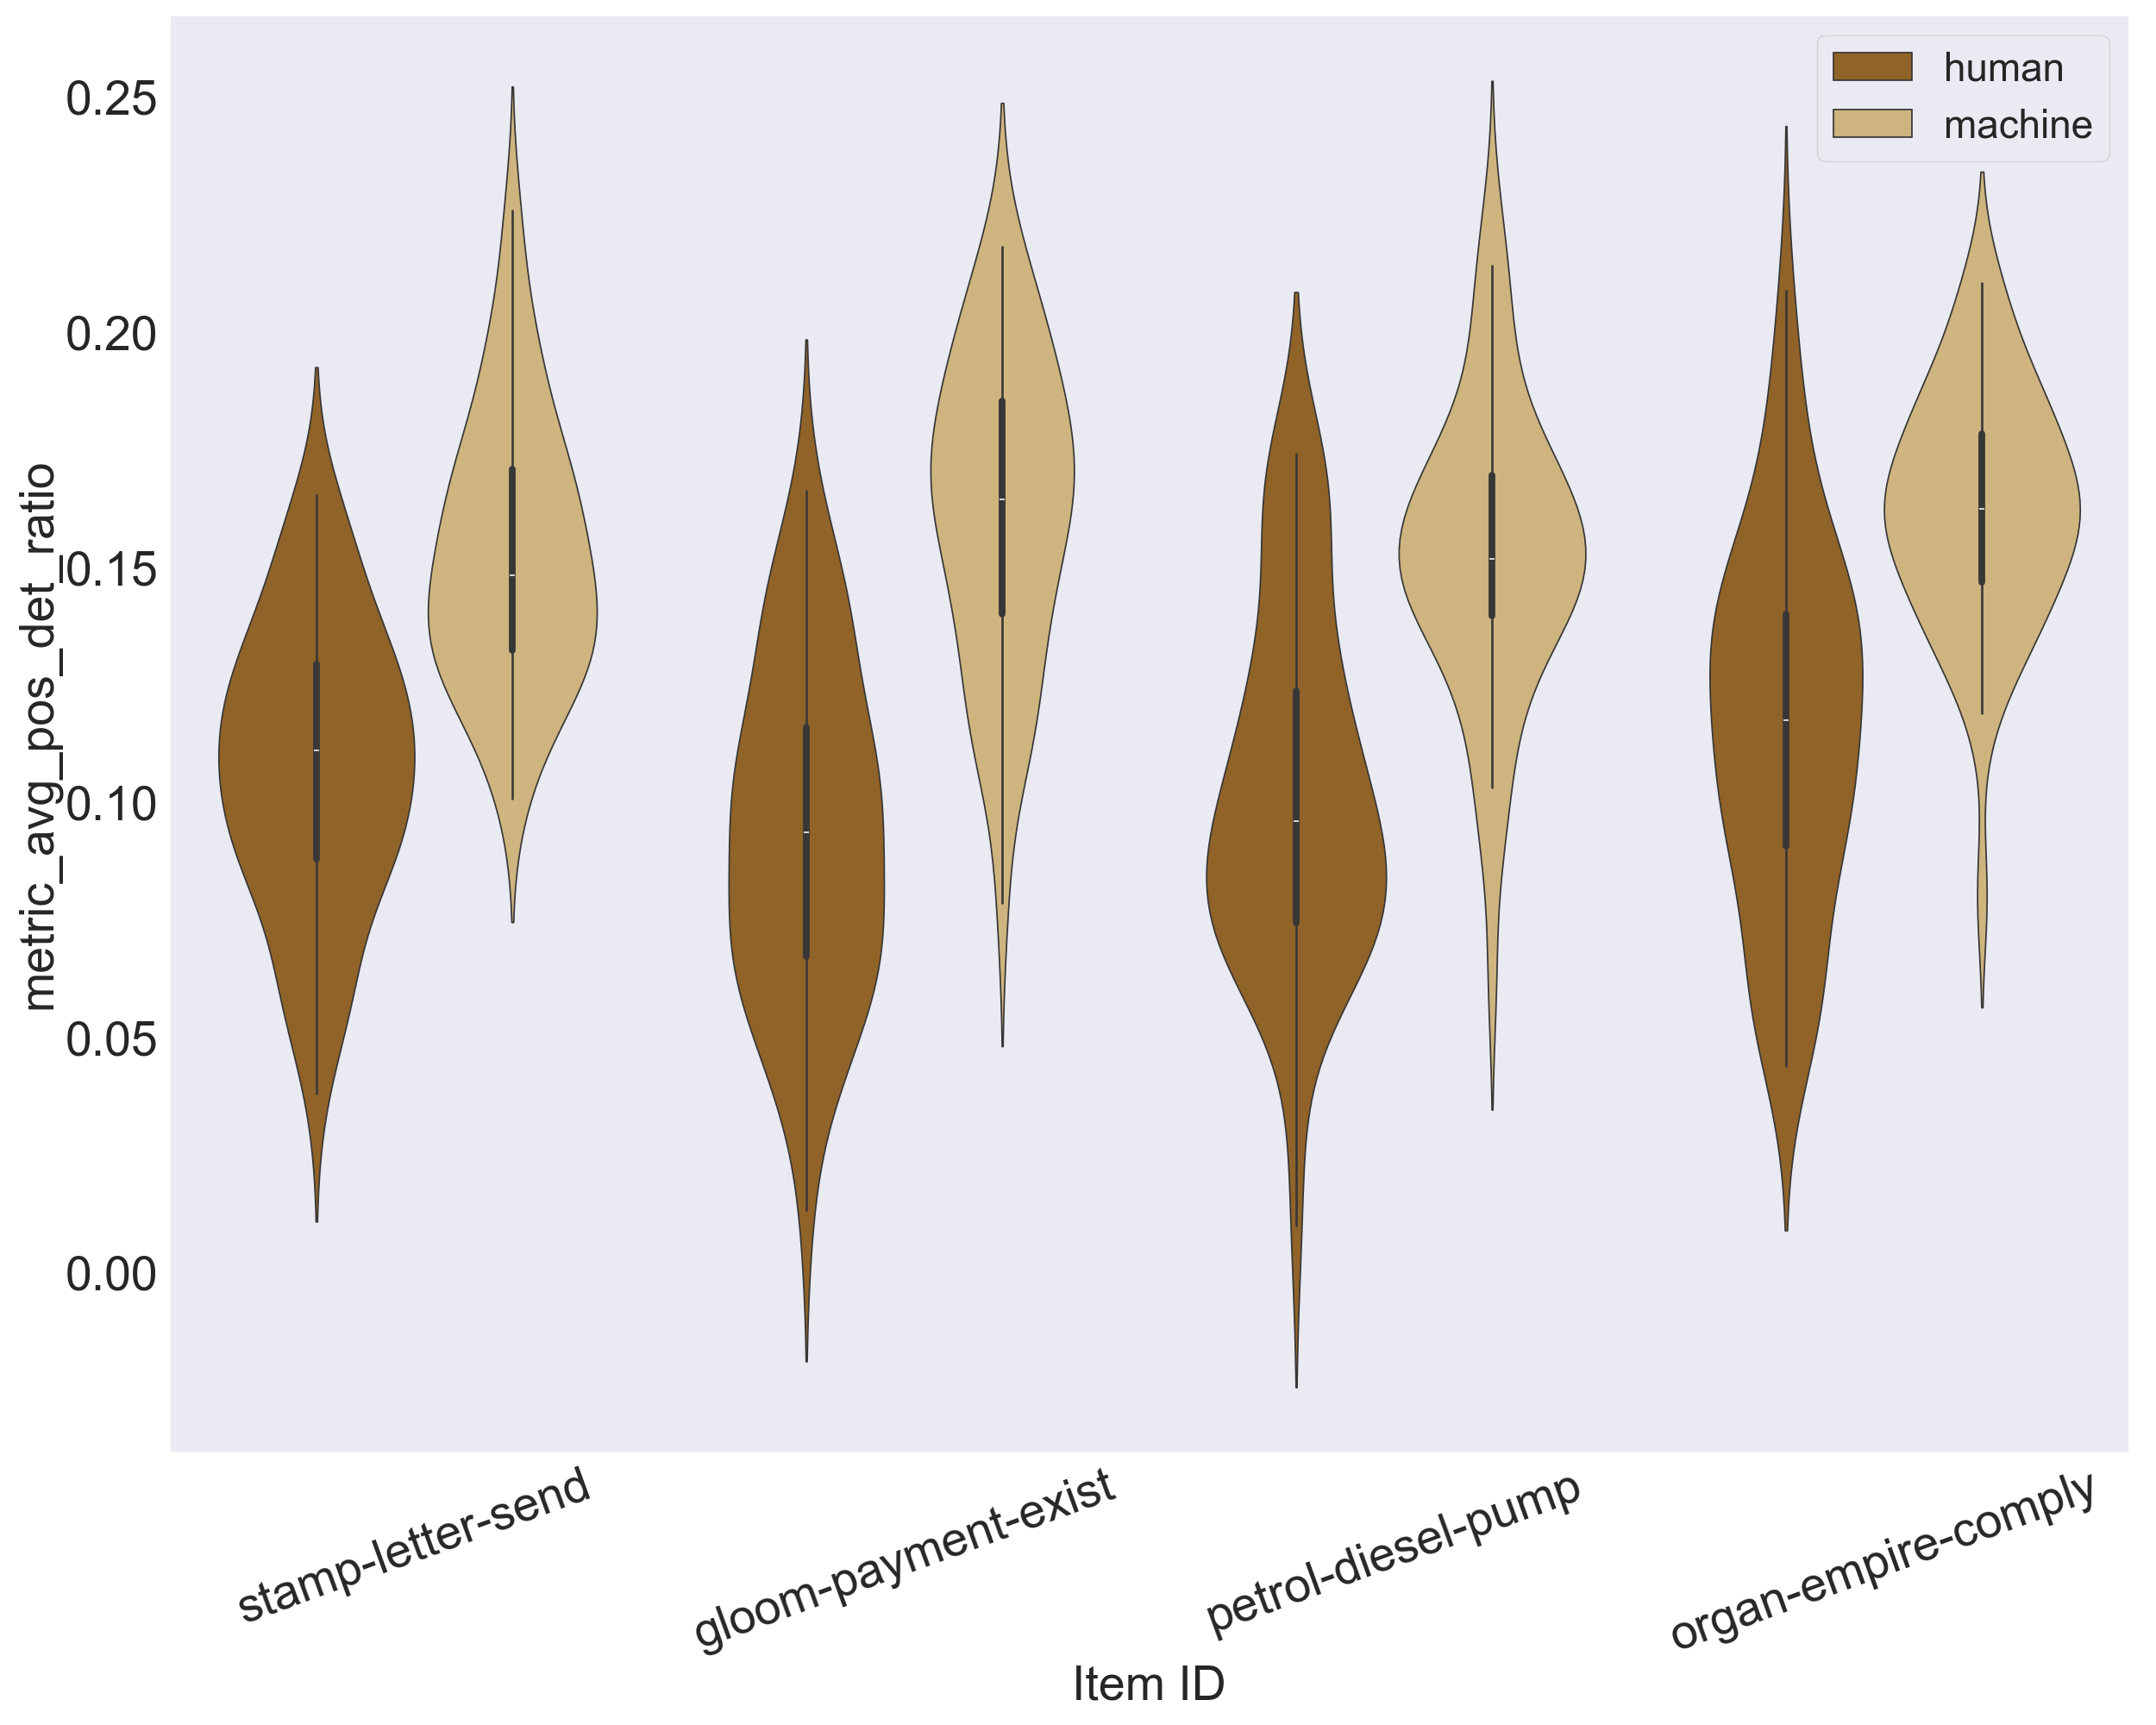 human
machine
0.25
0.20
0.15
0.10
0.05
0.00
metric_avg_pos_det_ratio
stamp-letter-send
gloom-payment-exist
petrol-diesel-pump
organ-empire-comply
Item ID